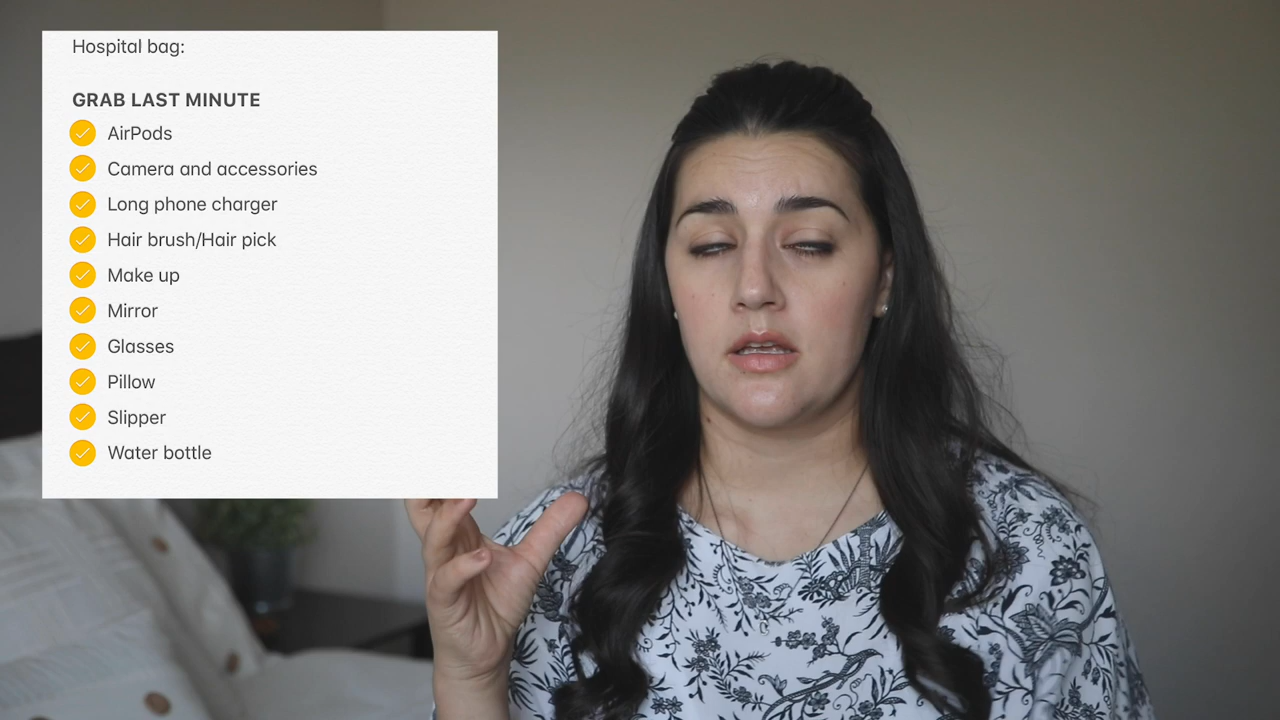 Hospital bag:
GRAB LAST MINUTE
AirPods
Camera and accessories
Long phone charger
Hair brush/Hair pick
Make up
Mirror
Glasses
Pillow
Slipper
Water bottle